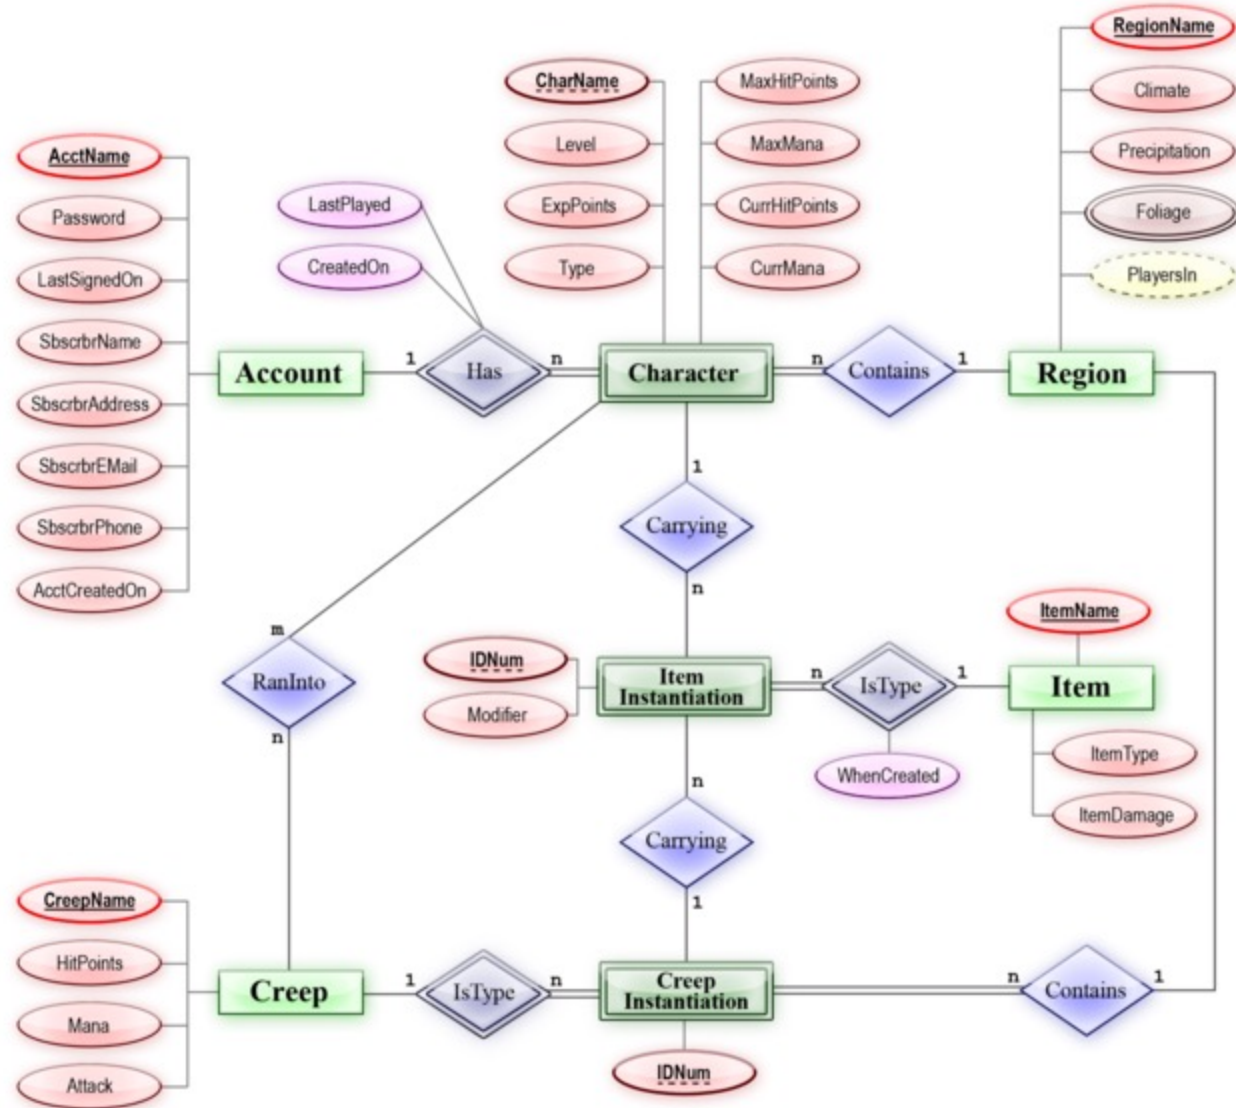 RegionName
CharName
MaxHitPoints
Climate
Level
MaxMana
AcctName
Precipitation
Password
LastPlayed
ExpPoints
CurrHitPoints
Foliage
LastSignedOn
CreatedOn
Type
CurrMana
PlayersIn
SbscrbrName
Account
1
Has
n
Character
n
Contains
1
Region
SbscrbrAddress
SbscrbrEMail
1
SbscrbrPhone
Carrying
AcctCreatedOn
n
ItemName
m
RanInto
IDNum
Item
Instantiation
n
IsType
1
Item
Modifier
n
WhenCreated
ItemType
n
ItemDamage
Carrying
1
CreepName
HitPoints
Creep
1
IsType
n
Creep
Instantiation
n
Contains
1
Mana
Attack
IDNum